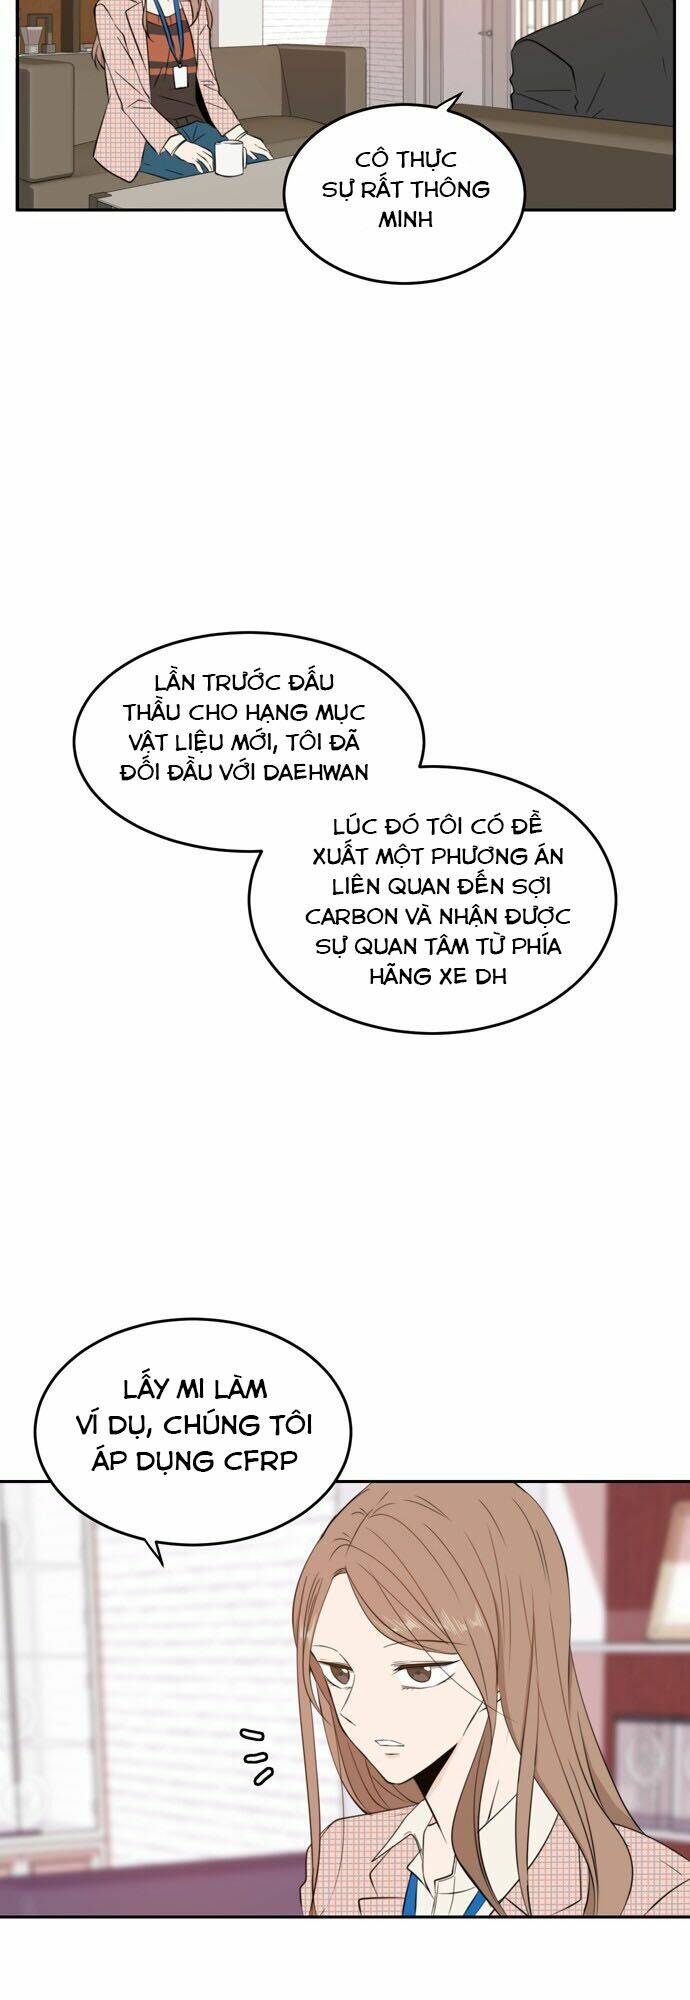 CÔ THỰC
SỰ RẤT THÔNG
MINH
LẦN TRƯỚC ĐẤU
THẦU CHO HẠNG MỤC
VẬT LIỆU MỚI, TÔI ĐÃ
ĐỐI ĐẦU VỚI DAEHWAN
LÚC ĐÓ TÔI CÓ ĐỀ
XUẤT MỘT PHƯƠNG ÁN
LIÊN QUAN ĐẾN SỢI
CARBON VÀ NHẬN ĐƯỢC
SỰ QUAN TÂM TỪ PHÍA
HÃNG XE DH
LẤY MI LÀM
VÍ DỤ, CHÚNG TÔI
ÁP DỤNG CFRP